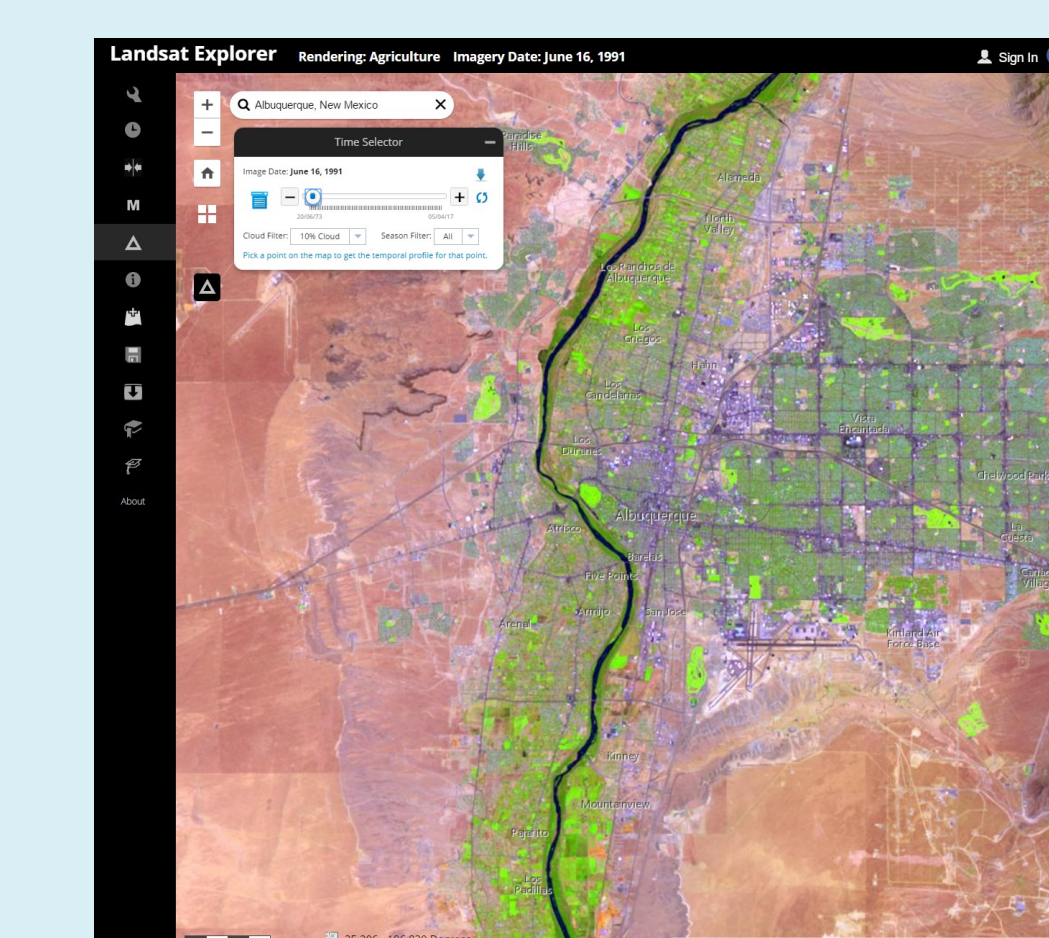 Landsat Explorer Rendering: Agriculture Imagery Date: June 16, 1991 Sign In
+
Albuquerque, New Mexico X
−
Time Selector
Image Date: June 16, 1991
20/06/73 05/04/17
Cloud Filter: 10% Cloud Season Filter: All
Pick a point on the map to get the temporal profile for that point.
M
About
Paradise
Hills
Alameda
North
Valley
Los Ranchos de
Albuquerque
Los
Griegos
Hahn
Los
Candelarias
Vista
Encantada
Los
Duranes
Chelwood Park
Albuquerque
Atrisco
La
Cuesta
Barelas
Five Points
Armijo
San Jose
Arenal
Kirtland Air
Force Base
Kinney
Mountainview
Pajarito
Los
Padillas